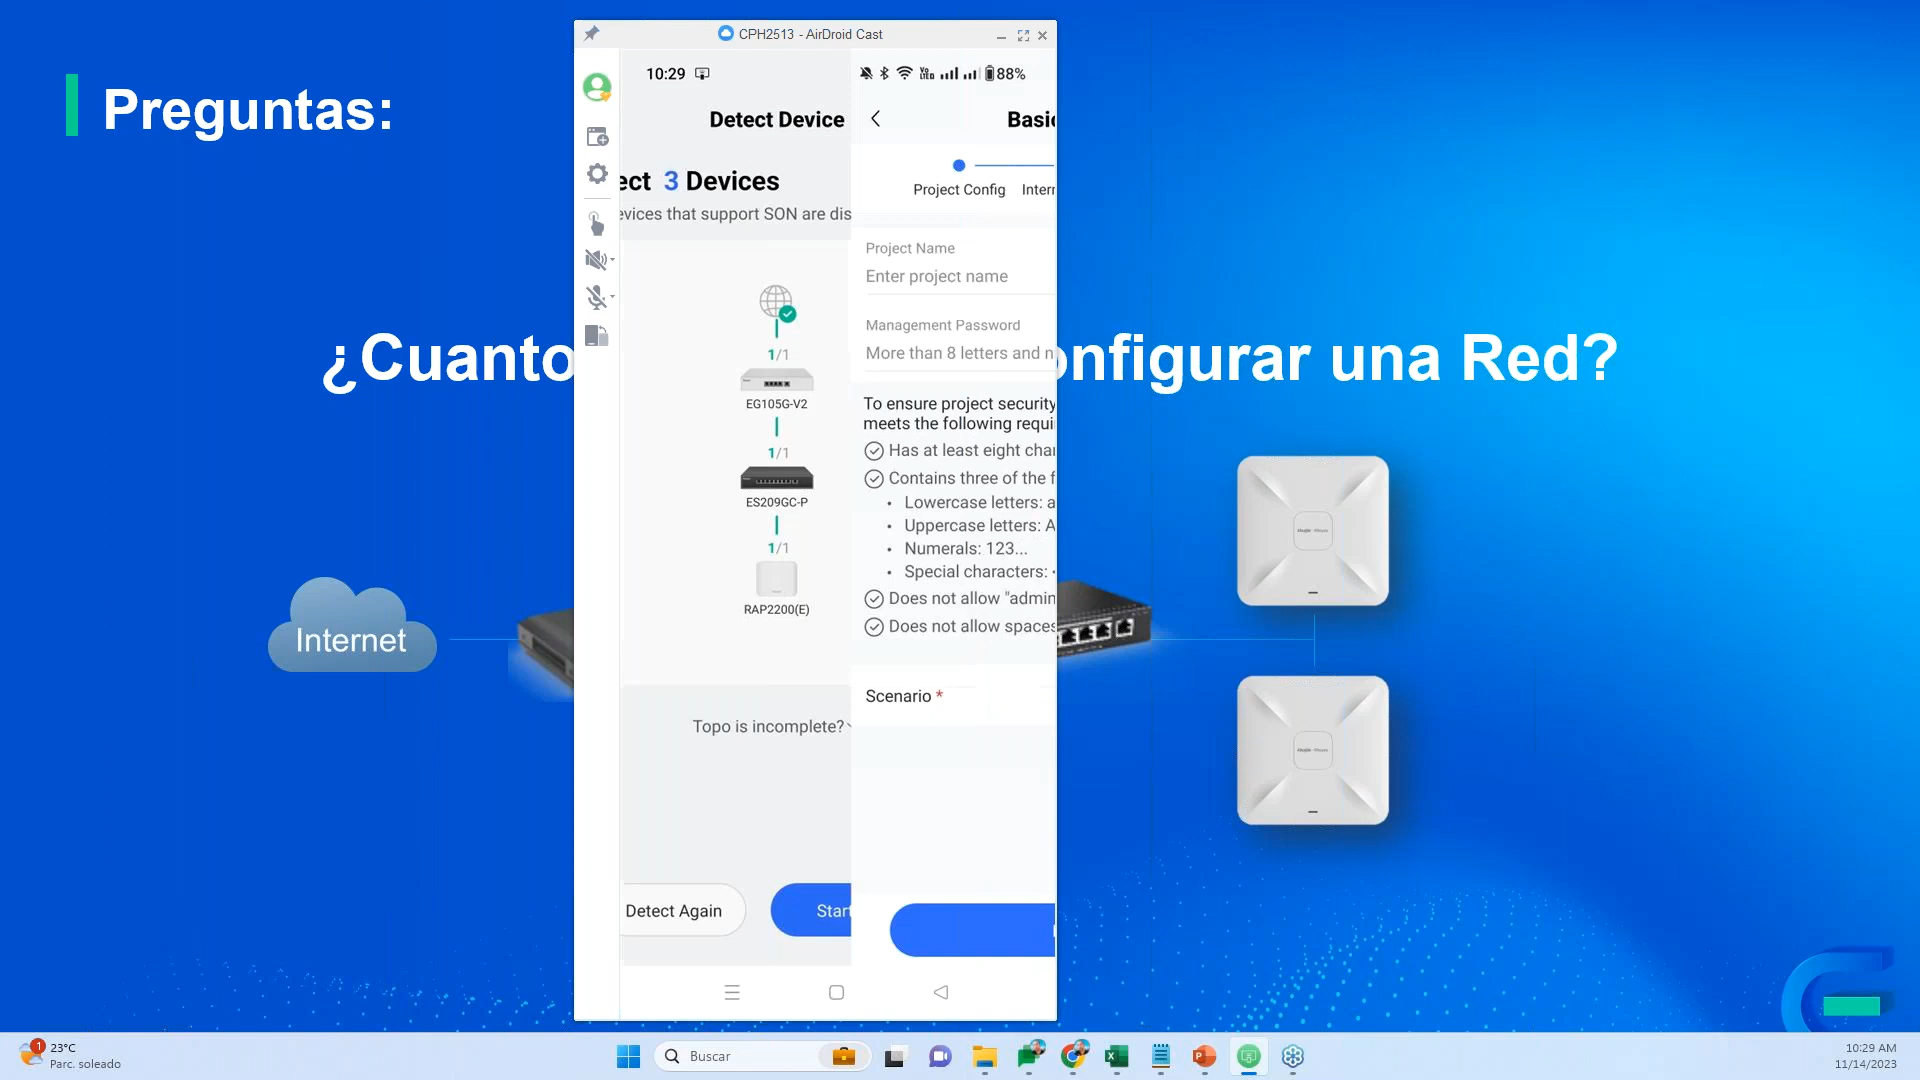 CPH2513 - AirDroid Cast
Preguntas:
10:29
88%
Detect Device
Basic
ect 3 Devices
evices that support SON are dis
Project Config Intern
Project Name
Enter project name
Management Password
More than 8 letters and n
¿Cuanto
onfigurar una Red?
1/1
EG105G-V2
1/1
ES209GC-P
1/1
RAP2200(E)
To ensure project security
meets the following requi
Has at least eight char
Contains three of the f
• Lowercase letters: a
• Uppercase letters: A
• Numerals: 123...
• Special characters:
Does not allow "admin
Does not allow spaces
Internet
Scenario *
Topo is incomplete?
Detect Again
Start
23°C
Parc. soleado
1
Buscar
10:29 AM
11/14/2023